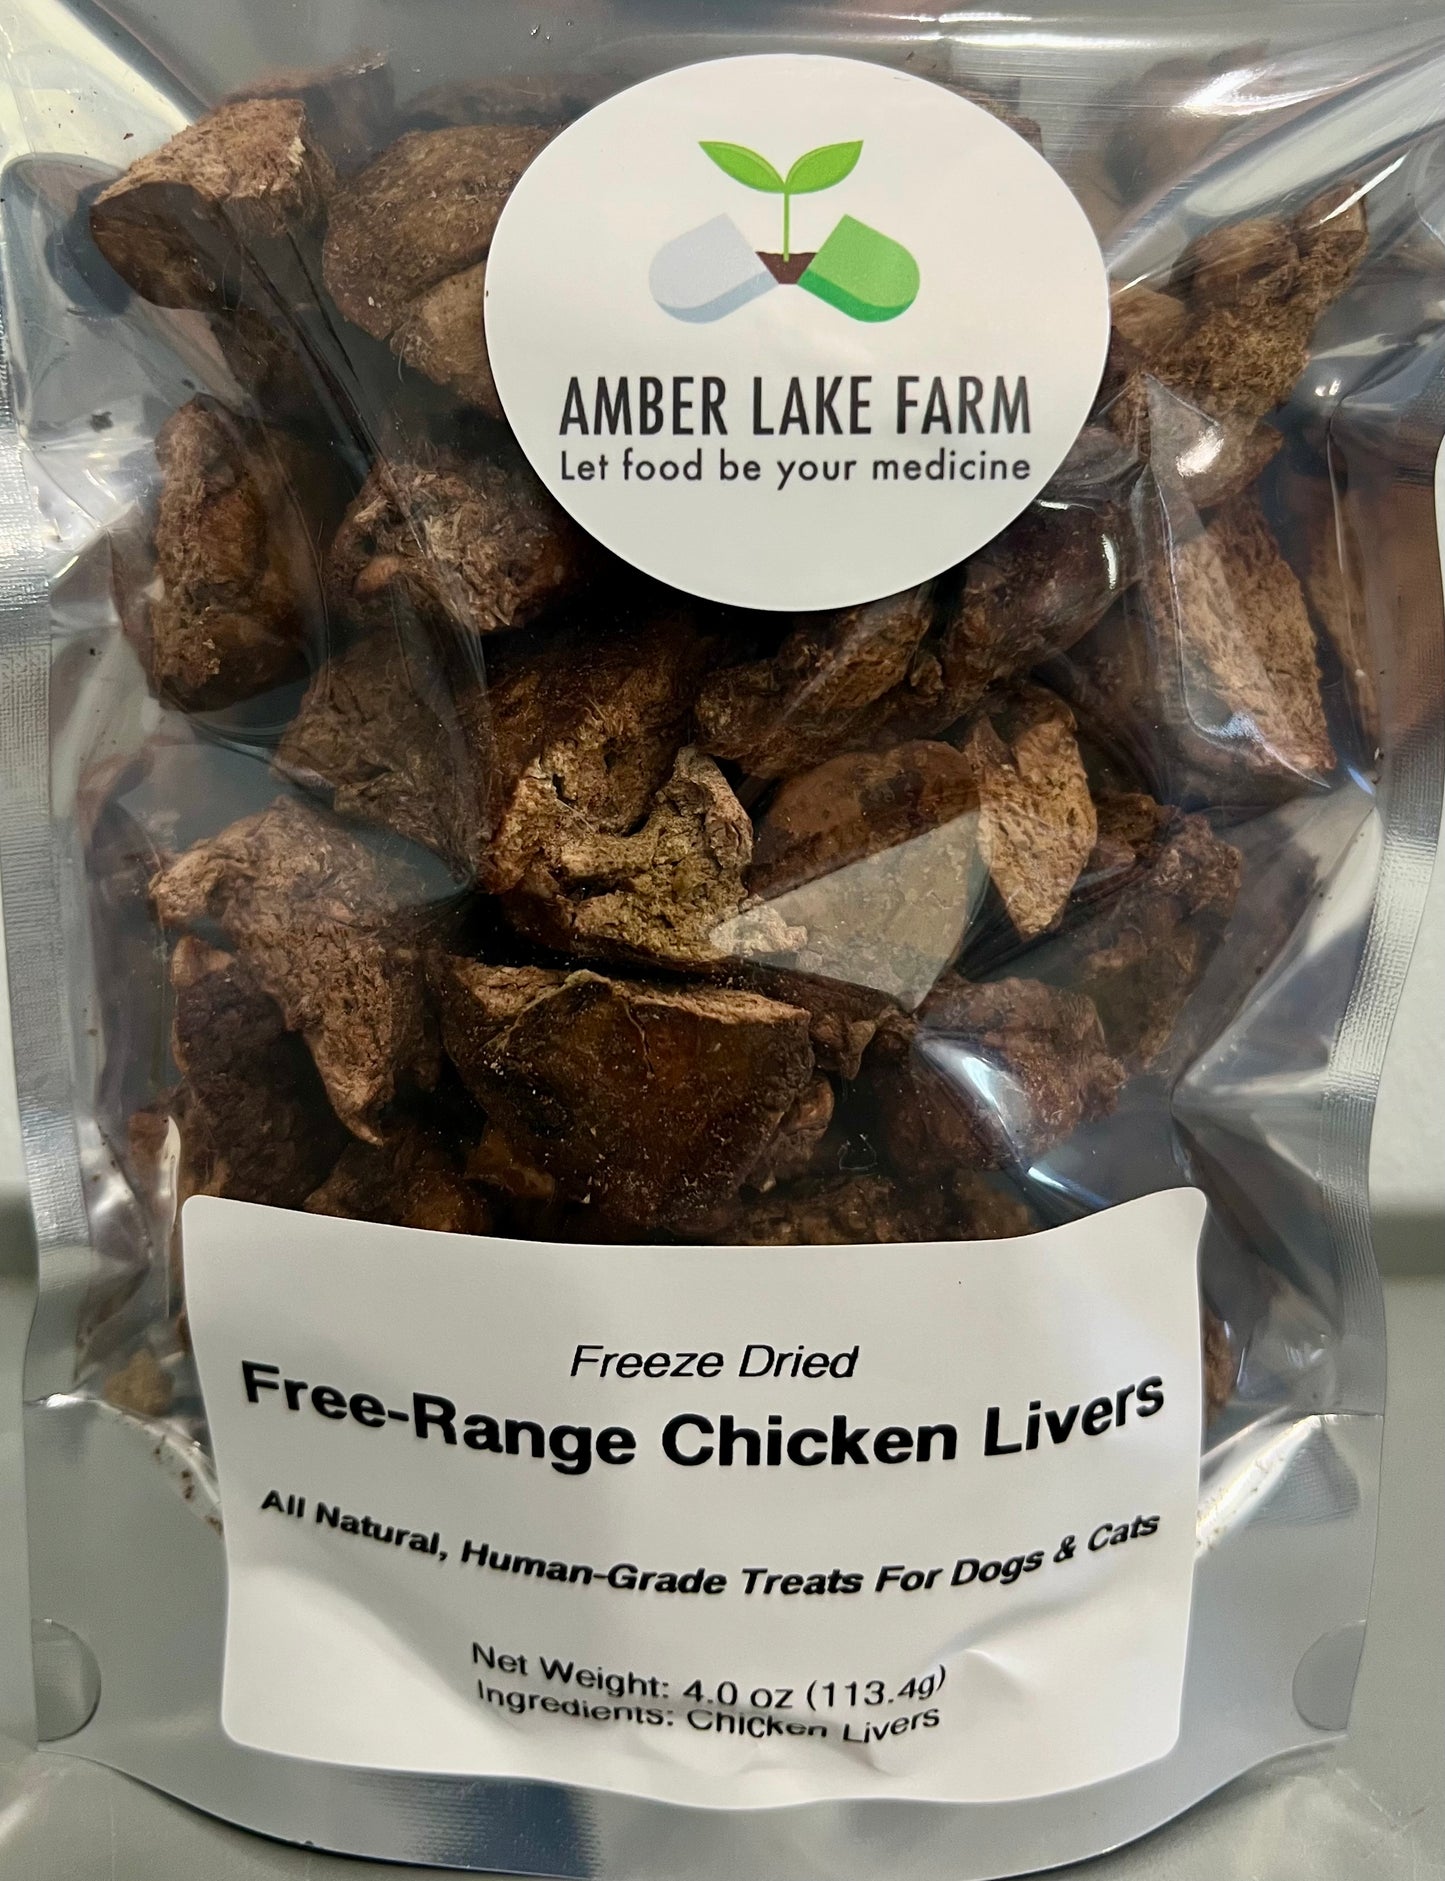 AMBER LAKE FARM
Let food be your medicine
Freeze Dried
Free-Range Chicken Livers
All Natural, Human-Grade Treats For Dogs & Cats
Net Weight: 4.0 oz (113.4g)
Ingredients: Chicken Livers